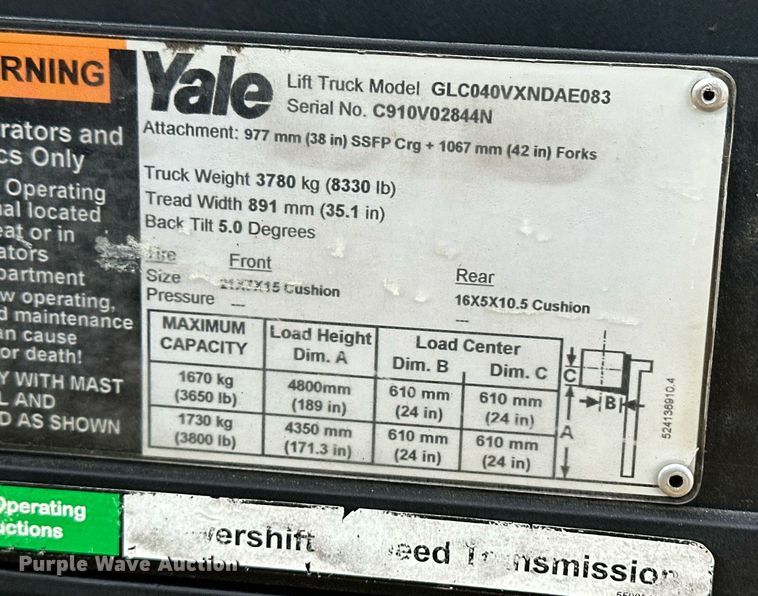 RNING
rators and
cs Only
Operating
al located
eat or in
ators
partment
w operating,
d maintenance
an cause
or death!
Y WITH MAST
L AND
D AS SHOWN
Yale
Lift Truck Model GLC040VXNDAE083
Serial No. C910V02844N
Attachment: 977 mm (38 in) SSFP Crg + 1067 mm (42 in) Forks
Truck Weight 3780 kg (8330 lb)
Tread Width 891 mm (35.1 in)
Back Tilt 5.0 Degrees
Tire Front Rear
Size 21X7X15 Cushion 16X5X10.5 Cushion
Pressure --- ---
MAXIMUM CAPACITY Load Height Dim. A Load Center Dim. B Dim. C
1670 kg 4800mm 610 mm 610 mm
(3650 lb) (189 in) (24 in) (24 in)
1730 kg 4350 mm 610 mm 610 mm
(3800 lb) (171.3 in) (24 in) (24 in)
C
B
A
524136910.4
Operating
uctions
ershift eed Tr nsmission
Purple Wave Auction